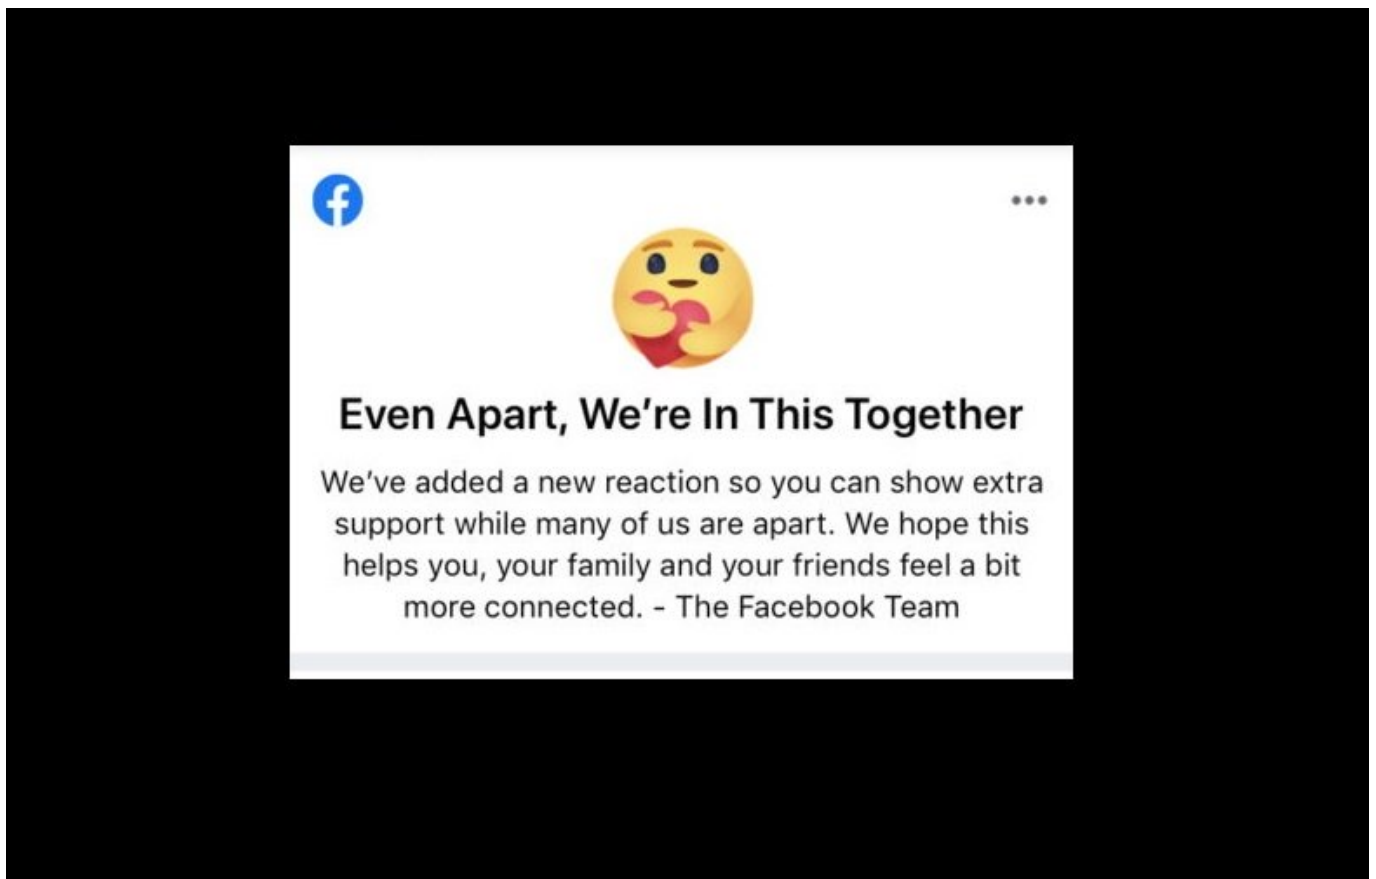 Even Apart, We're In This Together
We've added a new reaction so you can show extra
support while many of us are apart. We hope this
helps you, your family and your friends feel a bit
more connected. - The Facebook Team